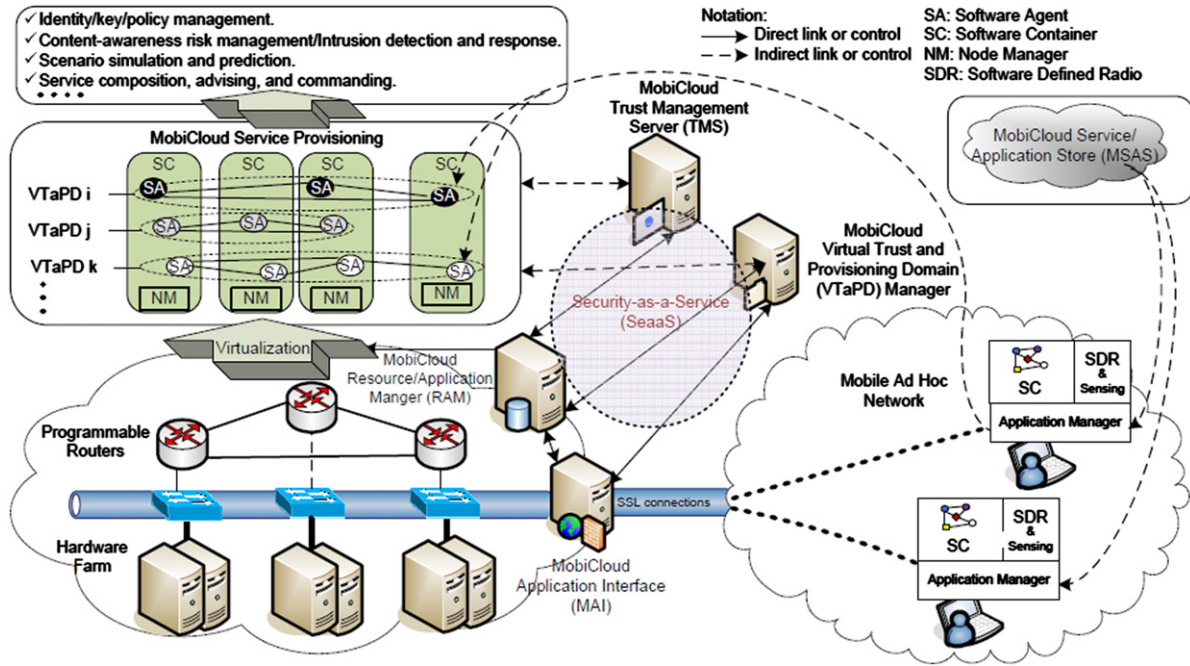 ✓ Identity/key/policy management.
✓ Content-awareness risk management/Intrusion detection and response.
✓ Scenario simulation and prediction.
✓ Service composition, advising, and commanding.
Notation:
Direct link or control
Indirect link or control
SA: Software Agent
SC: Software Container
NM: Node Manager
SDR: Software Defined Radio
MobiCloud Service Provisioning
SC
SC
SC
SC
VTaPD i
SA
SA
SA
VTaPD j
SA
SA
SA
VTaPD k
SA
SA
SA
SA
NM
NM
NM
NM
MobiCloud
Trust Management
Server (TMS)
MobiCloud Service/
Application Store (MSAS)
MobiCloud
Virtual Trust and
Provisioning Domain
(VTaPD) Manager
Security-as-a-Service
(SeaaS)
Virtualization
MobiCloud
Resource/Application
Manger (RAM)
Programmable
Routers
Hardware
Farm
SSL connections
MobiCloud
Application Interface
(MAI)
Mobile Ad Hoc
Network
SC
SDR
&
Sensing
Application Manager
SC
SDR
&
Sensing
Application Manager